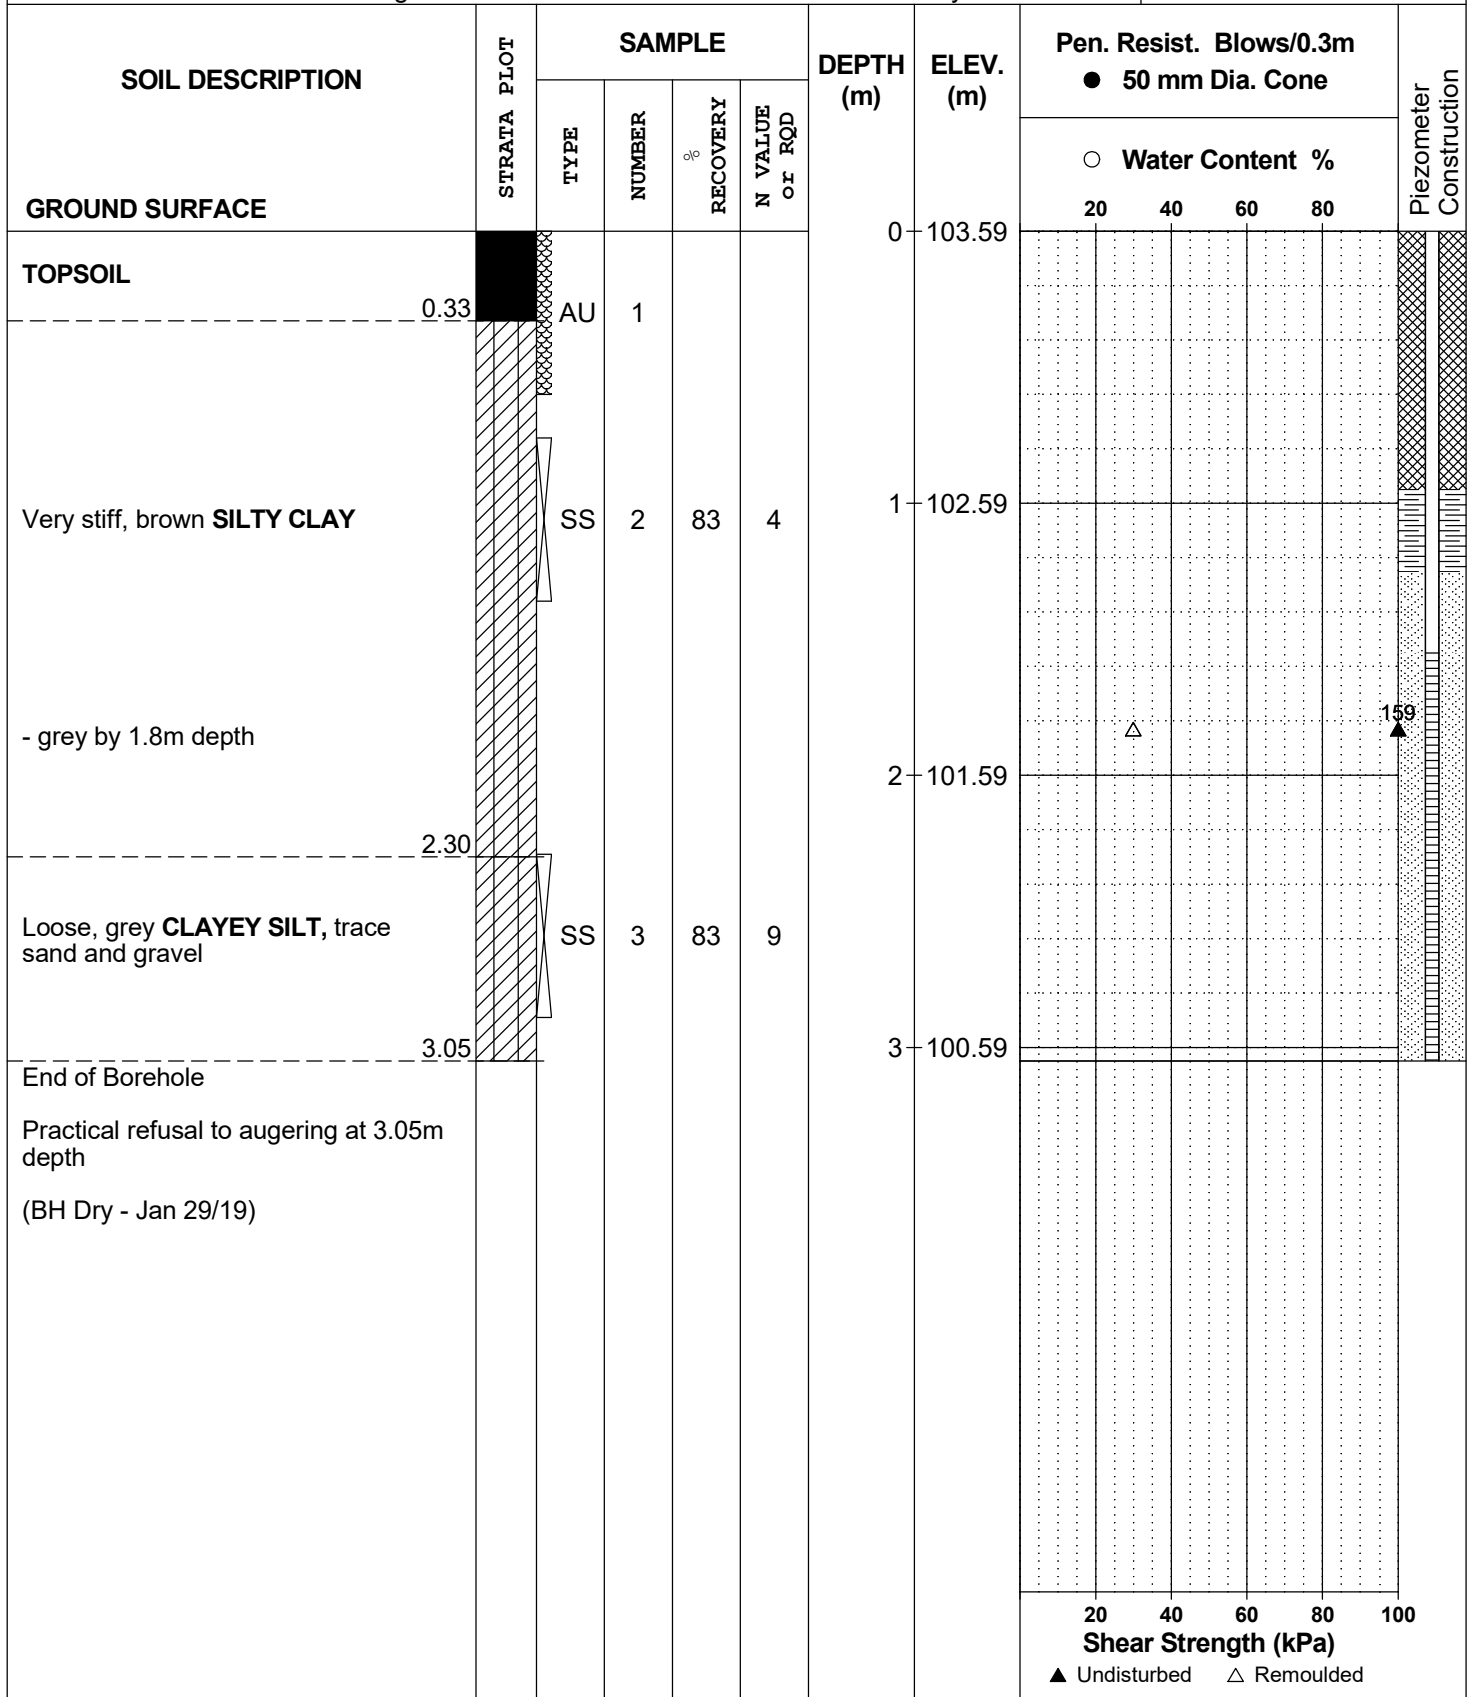 SOIL DESCRIPTION
GROUND SURFACE
STRATA PLOT
SAMPLE
TYPE
NUMBER
%
RECOVERY
N VALUE
or RQD
DEPTH
(m)
ELEV.
(m)
Pen. Resist. Blows/0.3m
● 50 mm Dia. Cone
○ Water Content %
20 40 60 80
Piezometer
Construction
0 103.59
TOPSOIL
0.33
AU 1
1 102.59
Very stiff, brown SILTY CLAY
SS 2 83 4
159
- grey by 1.8m depth
2 101.59
2.30
Loose, grey CLAYEY SILT, trace
sand and gravel
SS 3 83 9
3.05
3 100.59
End of Borehole
Practical refusal to augering at 3.05m
depth
(BH Dry - Jan 29/19)
20 40 60 80 100
Shear Strength (kPa)
▲ Undisturbed △ Remoulded